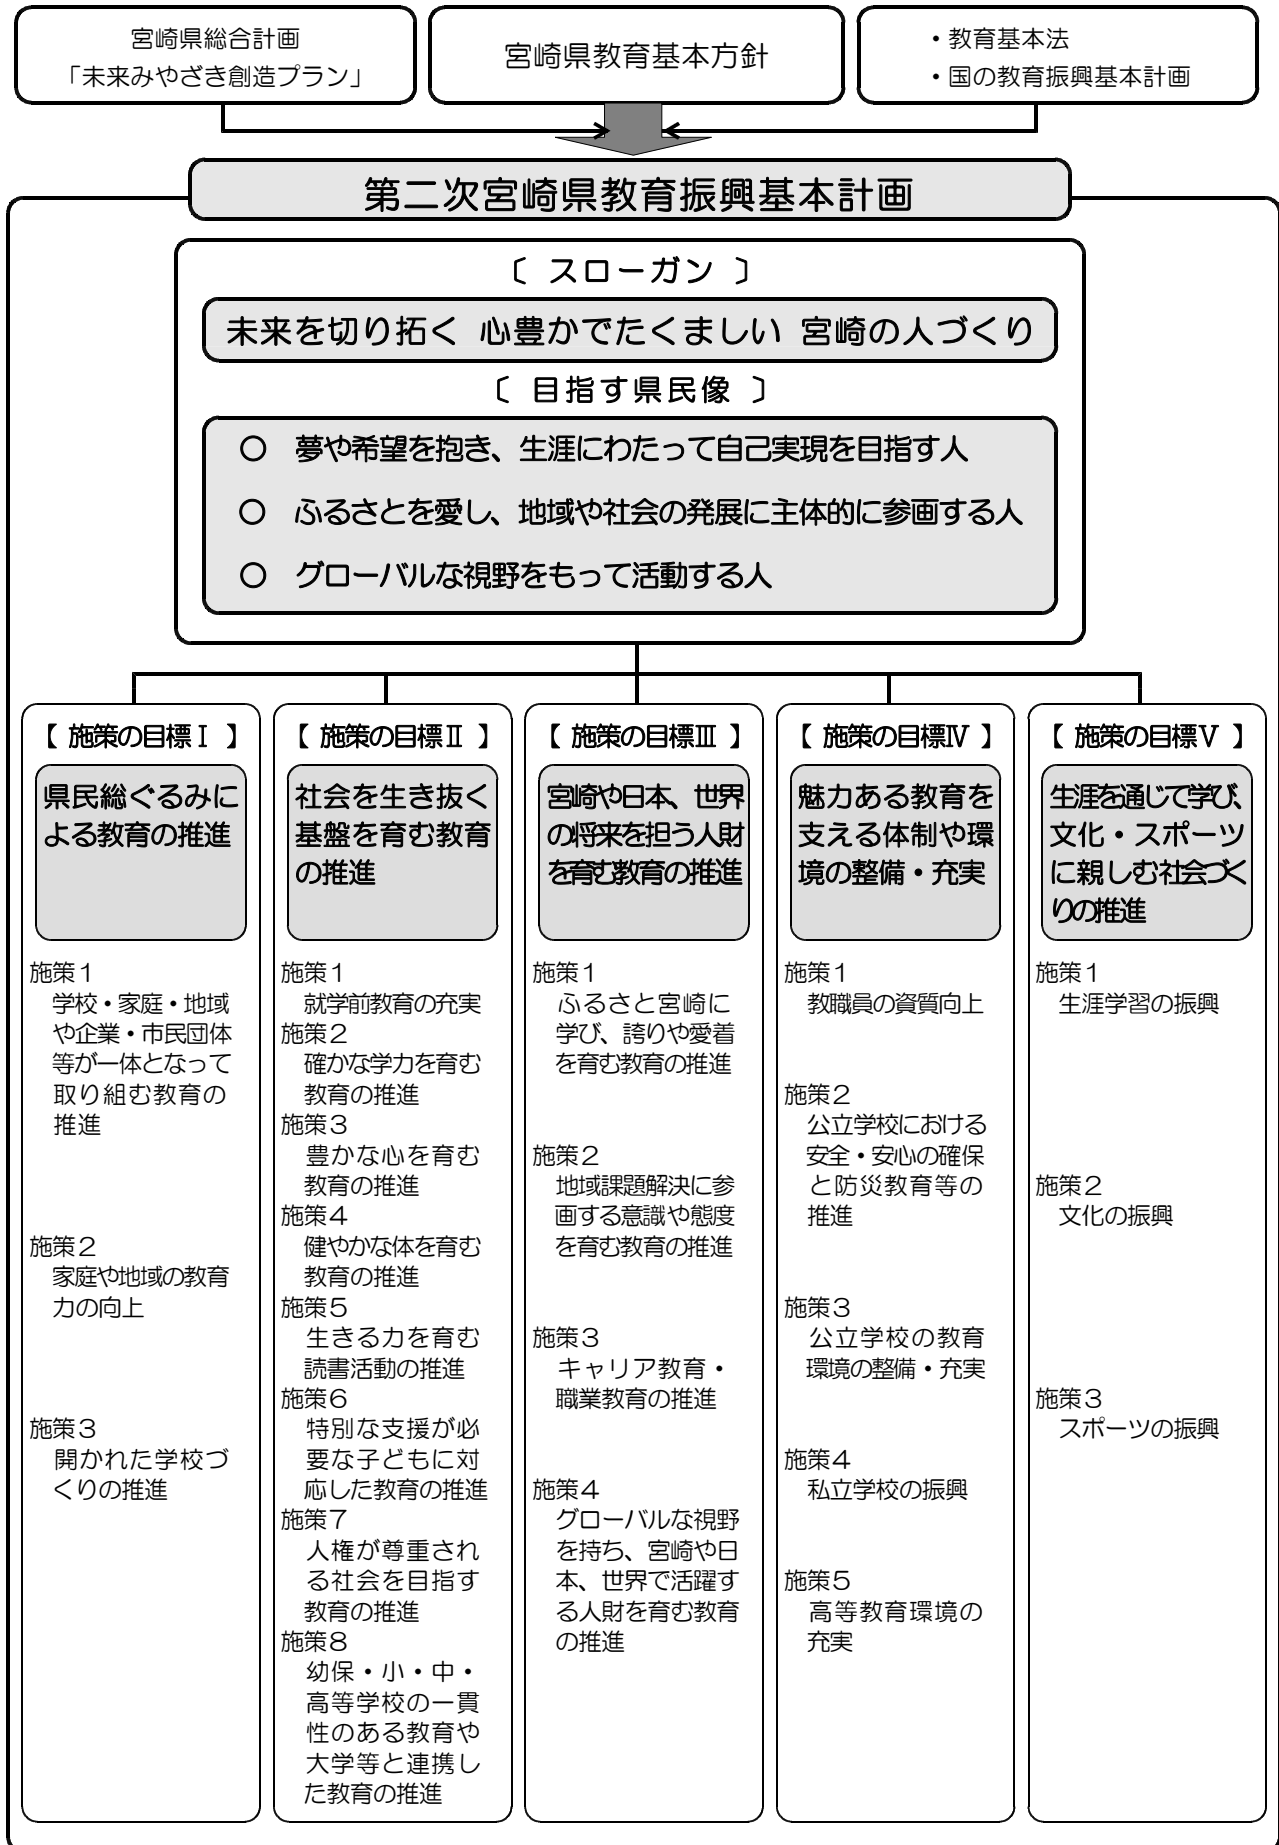 宮崎県総合計画
「未来みやざき創造プラン」
宮崎県教育基本方針
・教育基本法
・国の教育振興基本計画
第二次宮崎県教育振興基本計画
〔 スローガン 〕
未来を切り拓く 心豊かでたくましい 宮崎の人づくり
〔 目指す県民像 〕
○ 夢や希望を抱き、生涯にわたって自己実現を目指す人
○ ふるさとを愛し、地域や社会の発展に主体的に参画する人
○ グローバルな視野をもって活動する人
【 施策の目標Ⅰ 】
県民総ぐるみに
よる教育の推進
施策1
学校・家庭・地域
や企業・市民団体
等が一体となって
取り組む教育の
推進
施策2
家庭や地域の教育
力の向上
施策3
開かれた学校づ
くりの推進
【 施策の目標Ⅱ 】
社会を生き抜く
基盤を育む教育
の推進
施策1
就学前教育の充実
施策2
確かな学力を育む
教育の推進
施策3
豊かな心を育む
教育の推進
施策4
健やかな体を育む
教育の推進
施策5
生きる力を育む
読書活動の推進
施策6
特別な支援が必
要な子どもに対
応した教育の推進
施策7
人権が尊重され
る社会を目指す
教育の推進
施策8
幼保・小・中・
高等学校の一貫
性のある教育や
大学等と連携し
た教育の推進
【 施策の目標Ⅲ 】
宮崎や日本、世界
の将来を担う人財
を育む教育の推進
施策1
ふるさと宮崎に
学び、誇りや愛着
を育む教育の推進
施策2
地域課題解決に参
画する意識や態度
を育む教育の推進
施策3
キャリア教育・
職業教育の推進
施策4
グローバルな視野
を持ち、宮崎や日
本、世界で活躍す
る人財を育む教育
の推進
【 施策の目標Ⅳ 】
魅力ある教育を
支える体制や環
境の整備・充実
施策1
教職員の資質向上
施策2
公立学校における
安全・安心の確保
と防災教育等の
推進
施策3
公立学校の教育
環境の整備・充実
施策4
私立学校の振興
施策5
高等教育環境の
充実
【 施策の目標Ⅴ 】
生涯を通じて学び、
文化・スポーツ
に親しむ社会づく
りの推進
施策1
生涯学習の振興
施策2
文化の振興
施策3
スポーツの振興